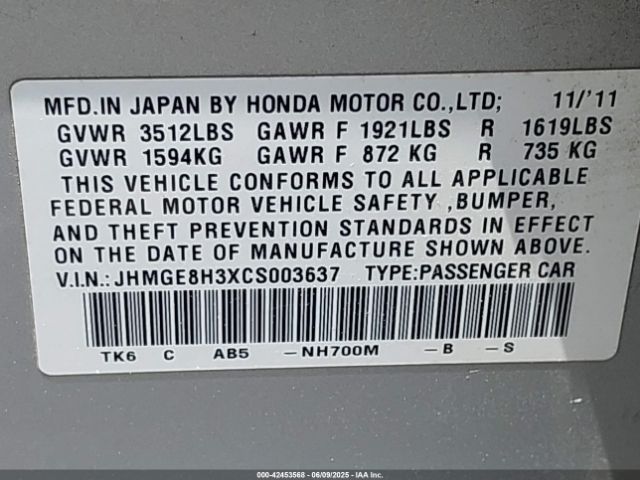 MFD.IN JAPAN BY HONDA MOTOR CO.,LTD; 11/'11
GVWR 3512LBS GAWR F 1921LBS R 1619LBS
GVWR 1594KG GAWR F 872 KG R 735 KG
THIS VEHICLE CONFORMS TO ALL APPLICABLE
FEDERAL MOTOR VEHICLE SAFETY ,BUMPER,
AND THEFT PREVENTION STANDARDS IN EFFECT
ON THE DATE OF MANUFACTURE SHOWN ABOVE.
V.I.N.:JHMGE8H3XCS003637 TYPE:PASSENGER CAR
TK6 C AB5 -NH700M -B -S
000-42453568 | 06/09/2025 | IAA Inc.